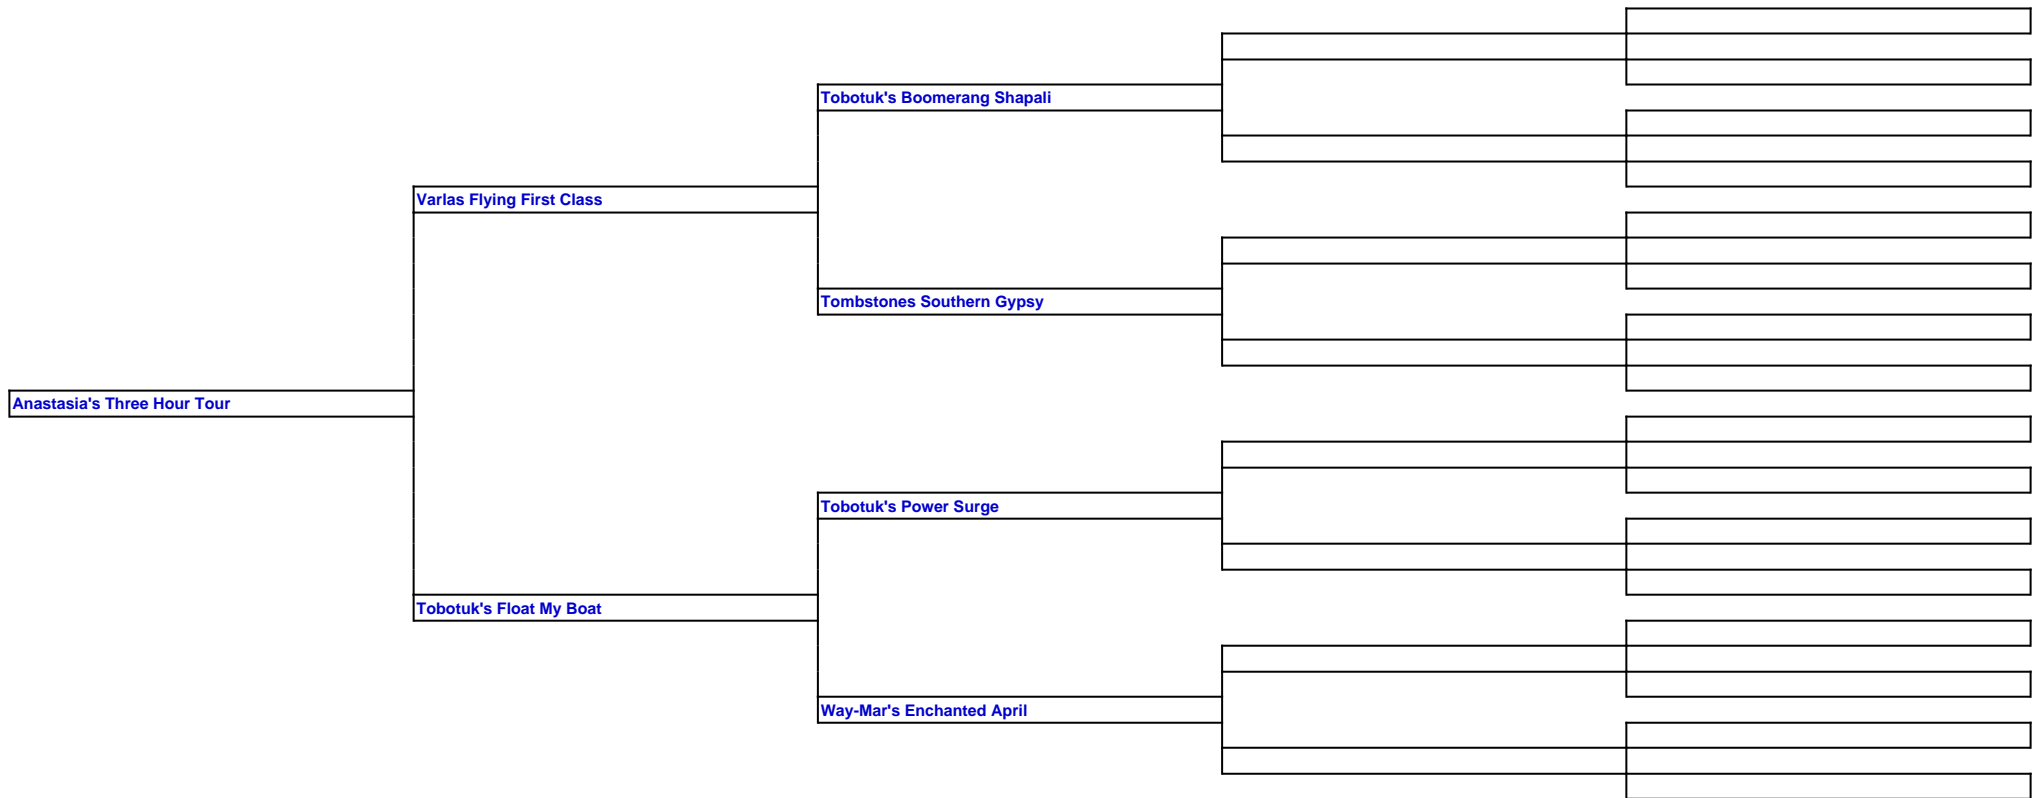 Tobotuk's Boomerang Shapali
Varlas Flying First Class
Tombstones Southern Gypsy
Anastasia's Three Hour Tour
Tobotuk's Power Surge
Tobotuk's Float My Boat
Way-Mar's Enchanted April